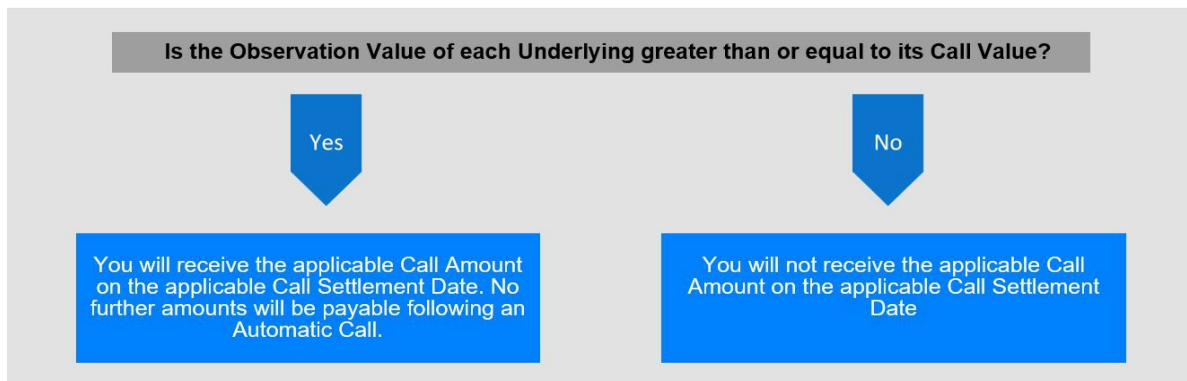 Is the Observation Value of each Underlying greater than or equal to its Call Value?
Yes
No
You will receive the applicable Call Amount
on the applicable Call Settlement Date. No
further amounts will be payable following an
Automatic Call.
You will not receive the applicable Call
Amount on the applicable Call Settlement
Date